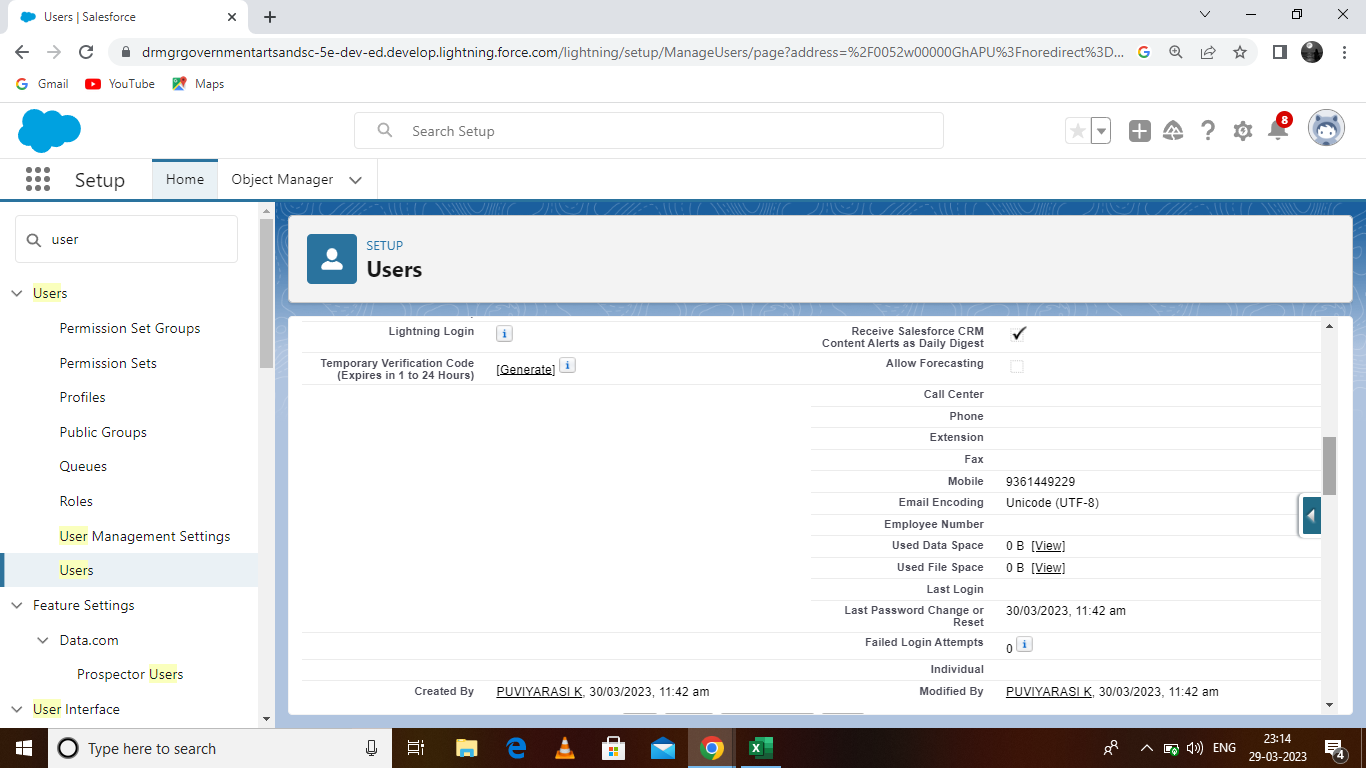 Users | Salesforce
drmgrgovernmentartsandsc-5e-dev-ed.develop.lightning.force.com/lightning/setup/ManageUsers/page?address=%2F0052w00000GhAPU%3Fnoredirect%3D...
Gmail
YouTube
Maps
Search Setup
8
Setup
Home
Object Manager
user
Users
Permission Set Groups
Permission Sets
Profiles
Public Groups
Queues
Roles
User Management Settings
Users
Feature Settings
Data.com
Prospector Users
User Interface
SETUP
Users
Lightning Login
Receive Salesforce CRM
Content Alerts as Daily Digest
Temporary Verification Code
(Expires in 1 to 24 Hours)
[Generate]
Allow Forecasting
Call Center
Phone
Extension
Fax
Mobile 9361449229
Email Encoding Unicode (UTF-8)
Employee Number
Used Data Space 0 B [View]
Used File Space 0 B [View]
Last Login
Last Password Change or
Reset
30/03/2023, 11:42 am
Failed Login Attempts 0
Individual
Created By PUVIYARASI K, 30/03/2023, 11:42 am
Modified By PUVIYARASI K, 30/03/2023, 11:42 am
Type here to search
ENG
23:14
29-03-2023
4